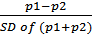 p1−p2
SD of (p1+p2)